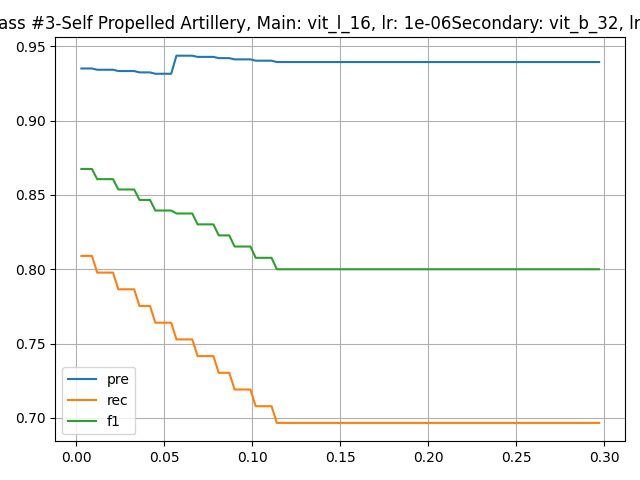 ass #3-Self Propelled Artillery, Main: vit_l_16, lr: 1e-06Secondary: vit_b_32, lr
0.95
0.90
0.85
0.80
0.75
0.70
pre
rec
f1
0.00 0.05 0.10 0.15 0.20 0.25 0.30